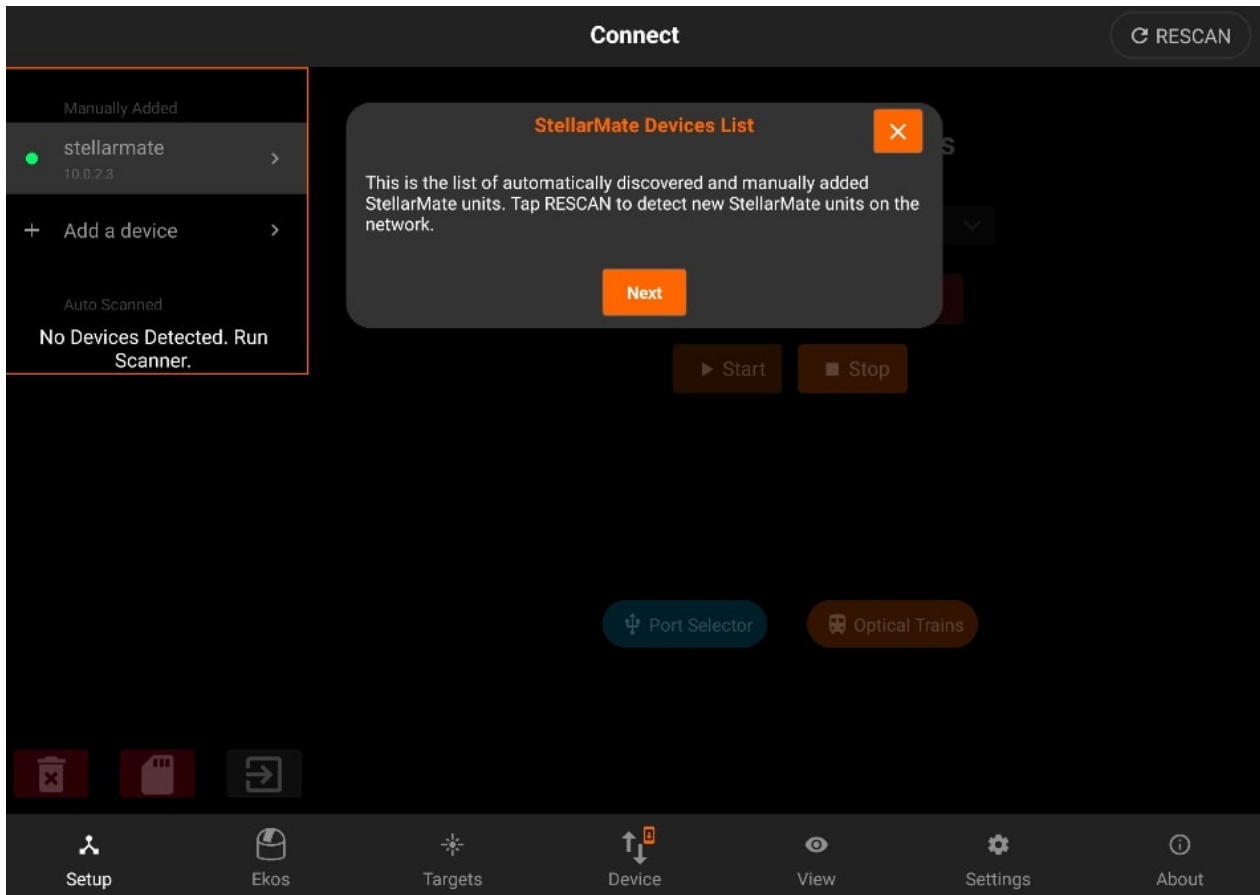 Connect
RESCAN
Manually Added
stellarmate
10.0.2.3
Add a device
Auto Scanned
No Devices Detected. Run
Scanner.
StellarMate Devices List
This is the list of automatically discovered and manually added
StellarMate units. Tap RESCAN to detect new StellarMate units on the
network.
Next
s
Start
Stop
Port Selector
Optical Trains
Setup
Ekos
Targets
Device
View
Settings
About